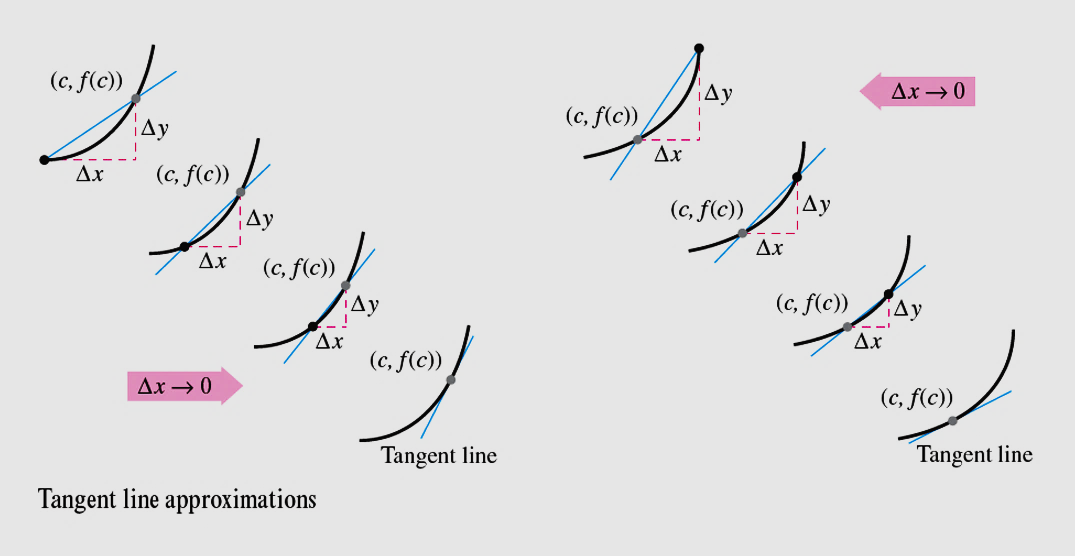 (c, f(c))
Δy
Δx
(c, f(c))
Δy
Δx
(c, f(c))
Δy
Δx
(c, f(c))
Δx → 0
Tangent line
Tangent line approximations
(c, f(c))
Δy
Δx
Δx → 0
(c, f(c))
Δy
Δx
(c, f(c))
Δy
Δx
(c, f(c))
Tangent line